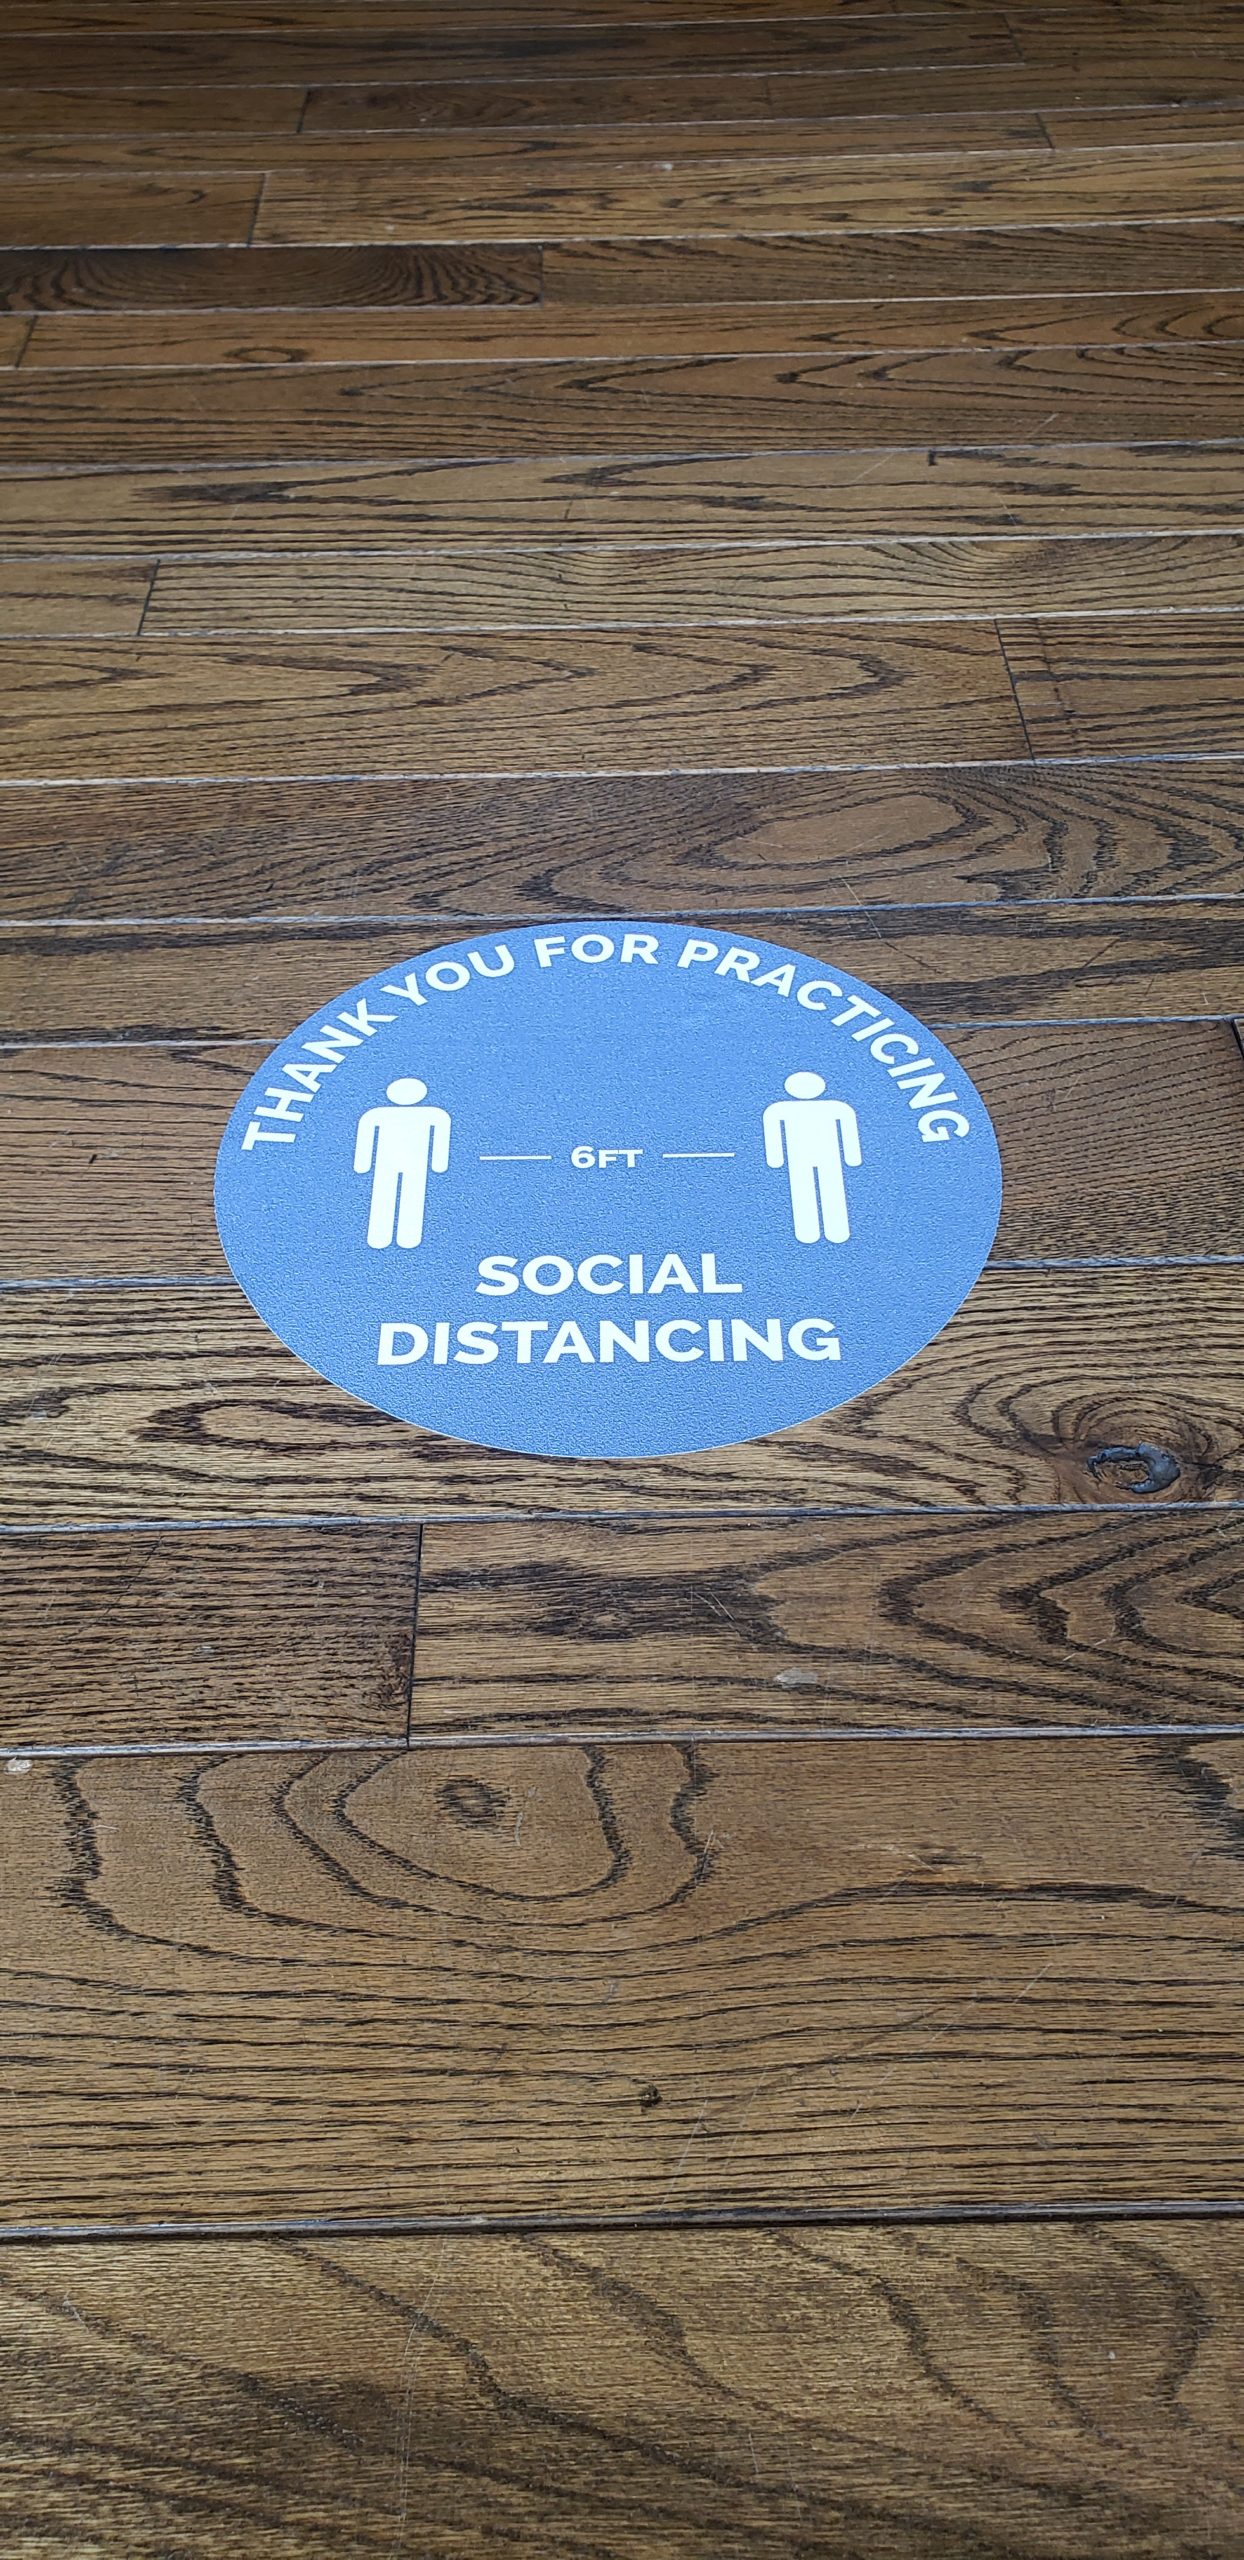 THANK YOU FOR PRACTICING
6FT
SOCIAL
DISTANCING